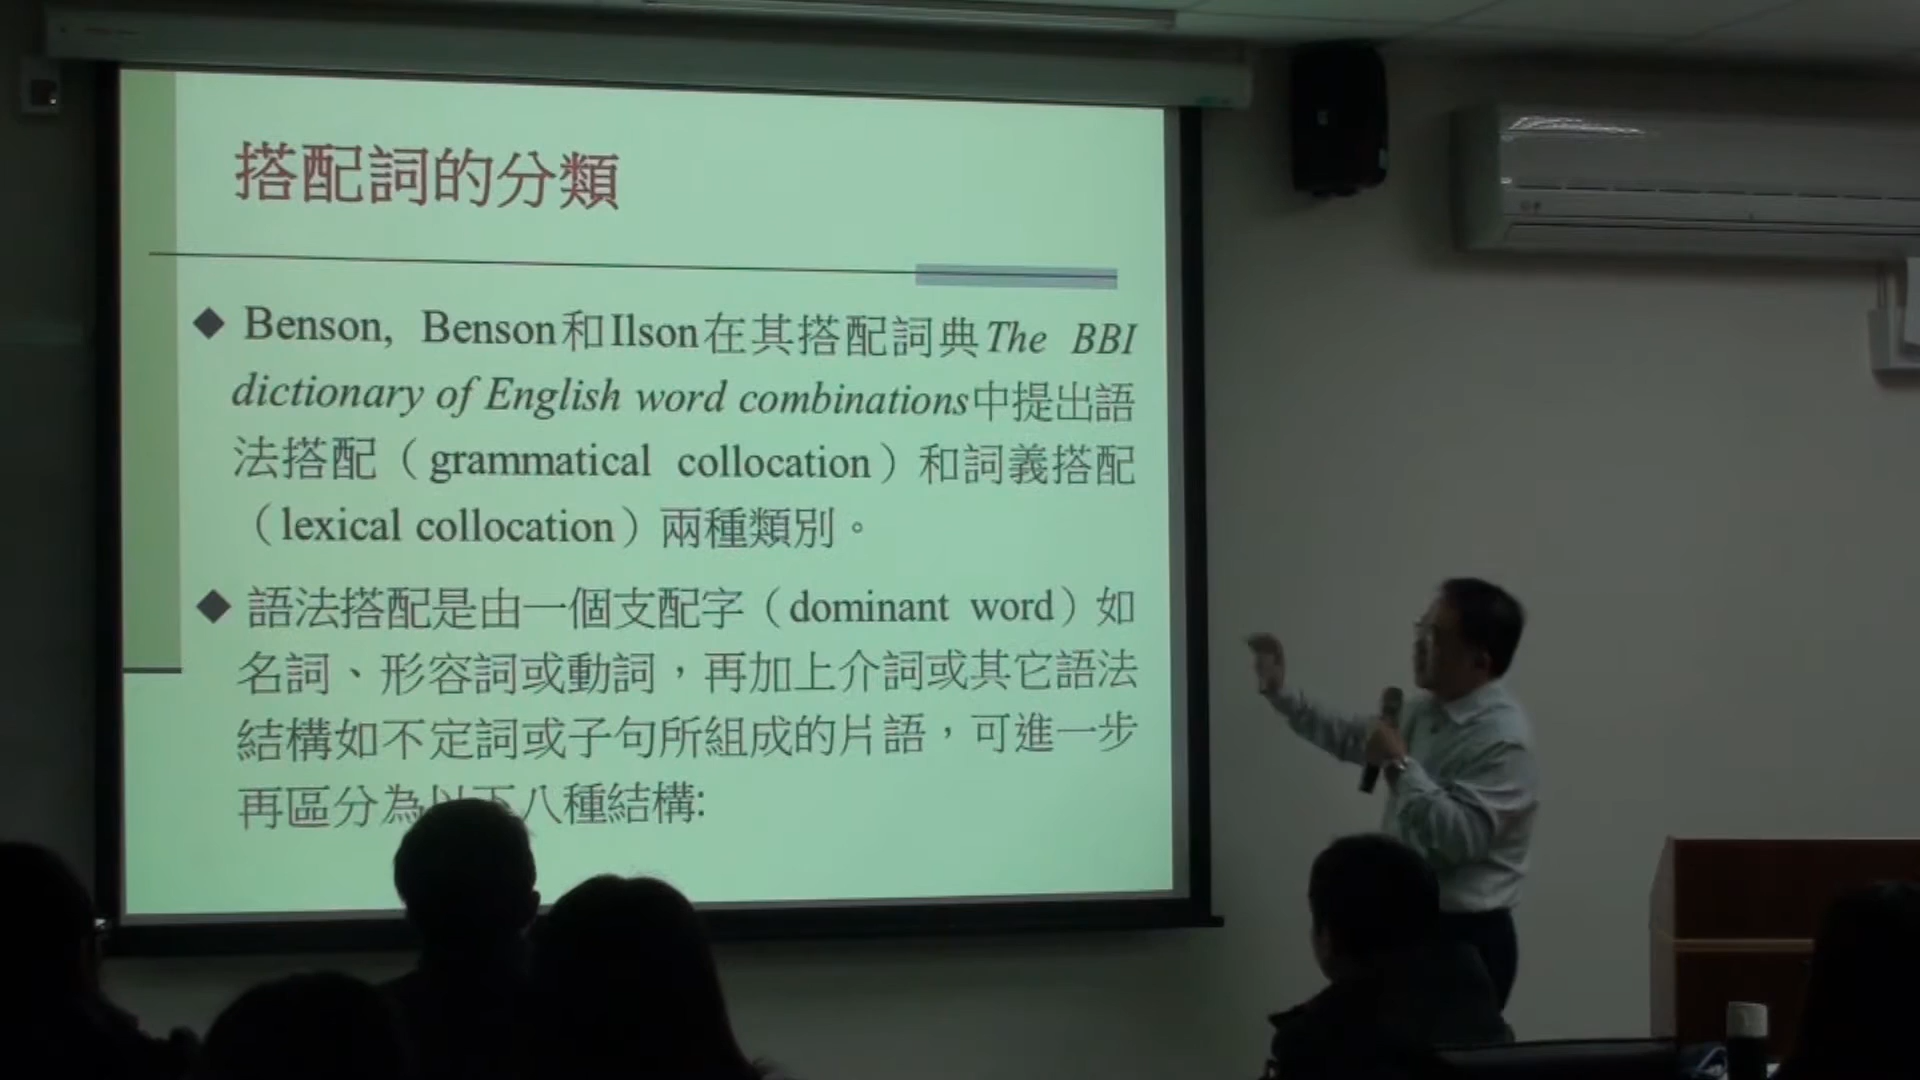 搭配詞的分類
◆ Benson, Benson和Ilson在其搭配詞典The BBI
dictionary of English word combinations中提出語
法搭配（grammatical collocation）和詞義搭配
（lexical collocation）兩種類別。
◆ 語法搭配是由一個支配字（dominant word）如
名詞、形容詞或動詞，再加上介詞或其它語法
結構如不定詞或子句所組成的片語，可進一步
再區分為以下八種結構: